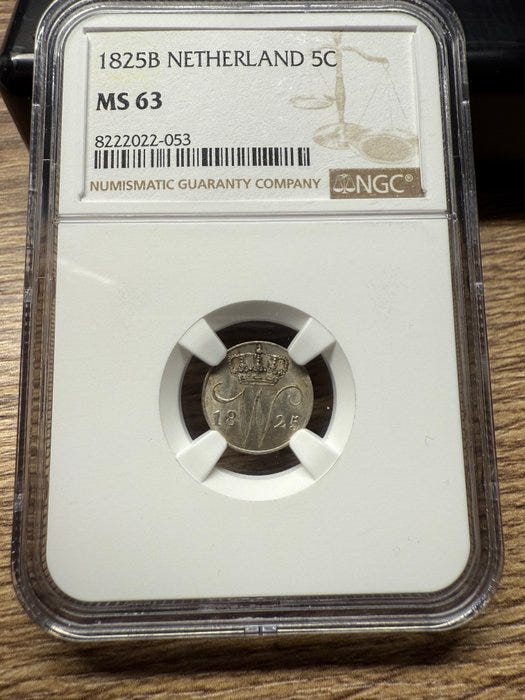 1825B NETHERLAND 5C
MS 63
8222022-053
NUMISMATIC GUARANTY COMPANY NGC®
W
18 25